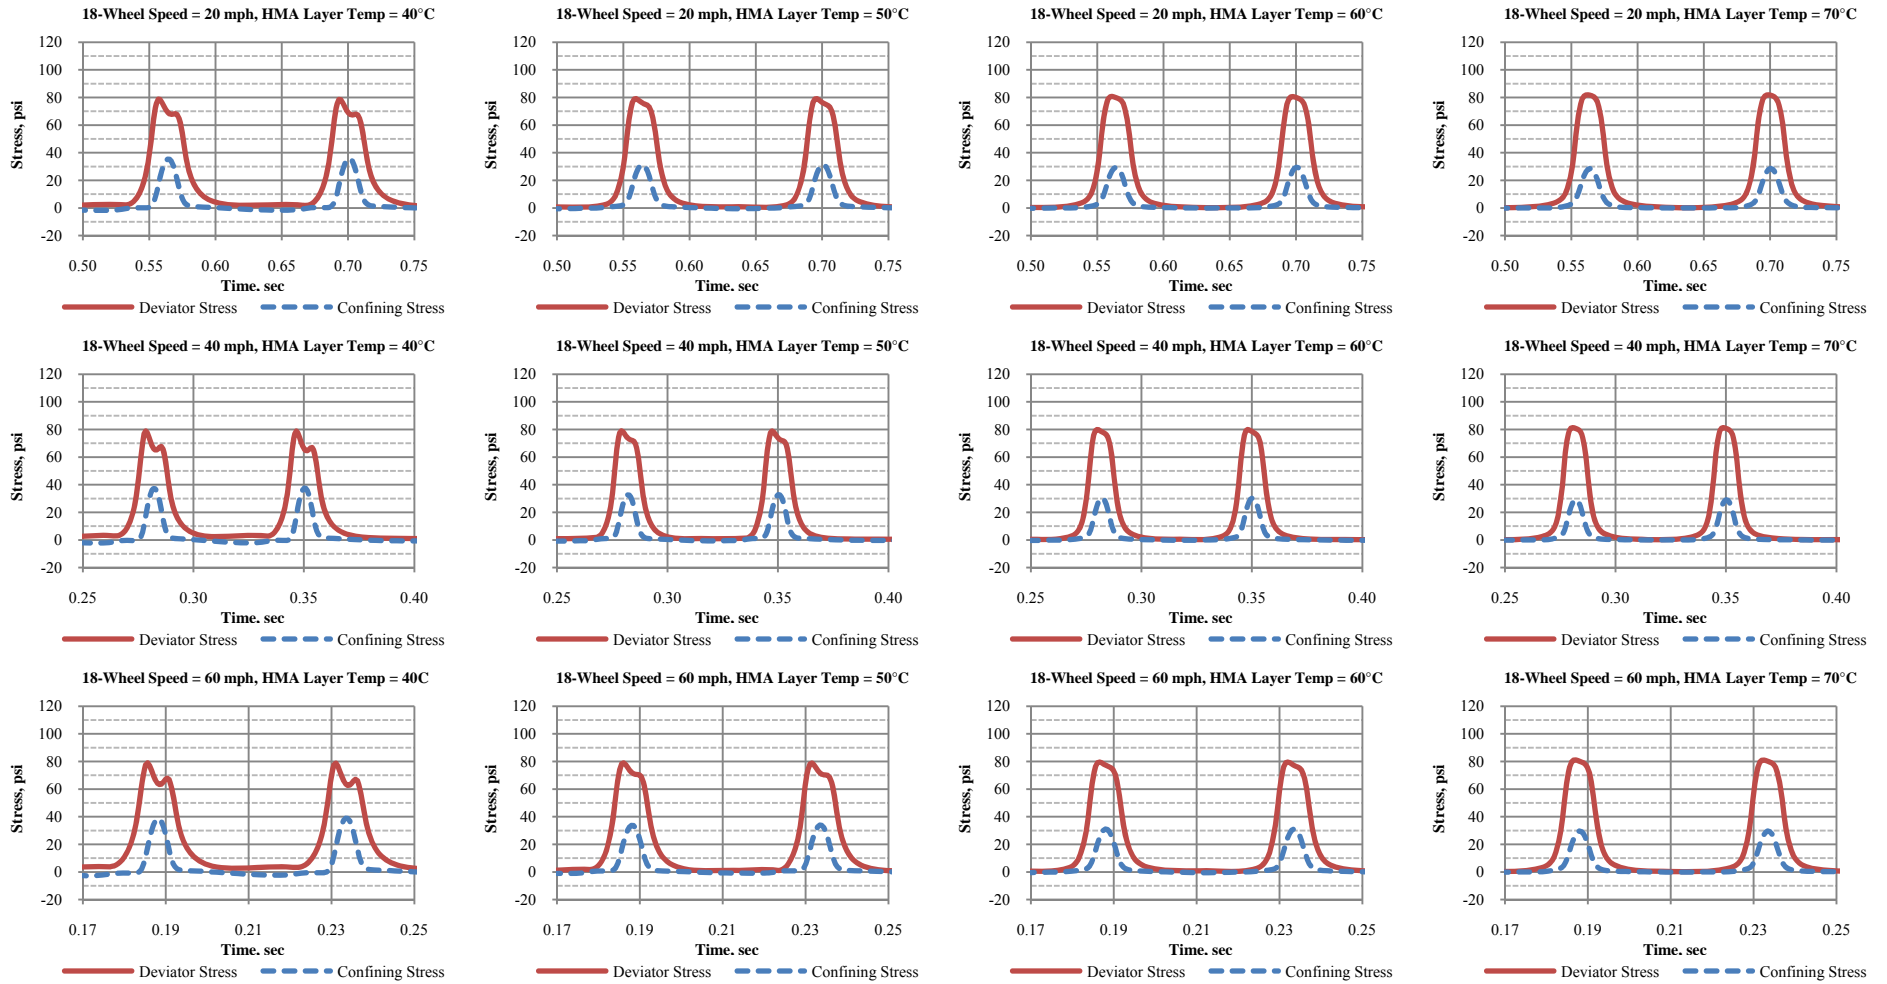 18-Wheel Speed = 20 mph, HMA Layer Temp = 40°C
120
100
80
60
40
20
0
-20
Stress, psi
0.50 0.55 0.60 0.65 0.70 0.75
Time, sec
Deviator Stress Confining Stress
18-Wheel Speed = 20 mph, HMA Layer Temp = 50°C
120
100
80
60
40
20
0
-20
Stress, psi
0.50 0.55 0.60 0.65 0.70 0.75
Time, sec
Deviator Stress Confining Stress
18-Wheel Speed = 20 mph, HMA Layer Temp = 60°C
120
100
80
60
40
20
0
-20
Stress, psi
0.50 0.55 0.60 0.65 0.70 0.75
Time, sec
Deviator Stress Confining Stress
18-Wheel Speed = 20 mph, HMA Layer Temp = 70°C
120
100
80
60
40
20
0
-20
Stress, psi
0.50 0.55 0.60 0.65 0.70 0.75
Time, sec
Deviator Stress Confining Stress
18-Wheel Speed = 40 mph, HMA Layer Temp = 40°C
120
100
80
60
40
20
0
-20
Stress, psi
0.25 0.30 0.35 0.40
Time, sec
Deviator Stress Confining Stress
18-Wheel Speed = 40 mph, HMA Layer Temp = 50°C
120
100
80
60
40
20
0
-20
Stress, psi
0.25 0.30 0.35 0.40
Time, sec
Deviator Stress Confining Stress
18-Wheel Speed = 40 mph, HMA Layer Temp = 60°C
120
100
80
60
40
20
0
-20
Stress, psi
0.25 0.30 0.35 0.40
Time, sec
Deviator Stress Confining Stress
18-Wheel Speed = 40 mph, HMA Layer Temp = 70°C
120
100
80
60
40
20
0
-20
Stress, psi
0.25 0.30 0.35 0.40
Time, sec
Deviator Stress Confining Stress
18-Wheel Speed = 60 mph, HMA Layer Temp = 40C
120
100
80
60
40
20
0
-20
Stress, psi
0.17 0.19 0.21 0.23 0.25
Time, sec
Deviator Stress Confining Stress
18-Wheel Speed = 60 mph, HMA Layer Temp = 50°C
120
100
80
60
40
20
0
-20
Stress, psi
0.17 0.19 0.21 0.23 0.25
Time, sec
Deviator Stress Confining Stress
18-Wheel Speed = 60 mph, HMA Layer Temp = 60°C
120
100
80
60
40
20
0
-20
Stress, psi
0.17 0.19 0.21 0.23 0.25
Time, sec
Deviator Stress Confining Stress
18-Wheel Speed = 60 mph, HMA Layer Temp = 70°C
120
100
80
60
40
20
0
-20
Stress, psi
0.17 0.19 0.21 0.23 0.25
Time, sec
Deviator Stress Confining Stress